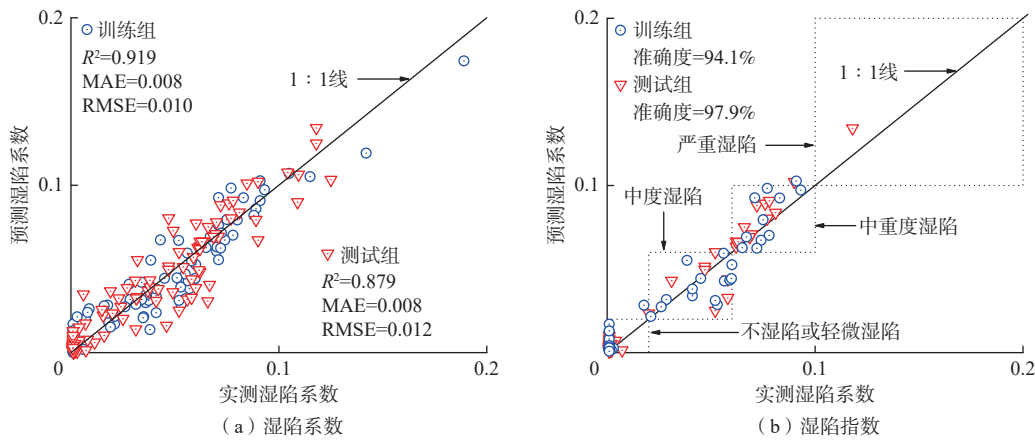 0.2
训练组
R²=0.919
MAE=0.008
RMSE=0.010
1：1线
预测湿陷系数
0.1
测试组
R²=0.879
MAE=0.008
RMSE=0.012
0
0.1
0.2
实测湿陷系数
（a）湿陷系数
0.2
训练组
准确度=94.1%
测试组
准确度=97.9%
1：1线
严重湿陷
预测湿陷系数
0.1
中度湿陷
中重度湿陷
不湿陷或轻微湿陷
0
0.1
0.2
实测湿陷系数
（b）湿陷指数